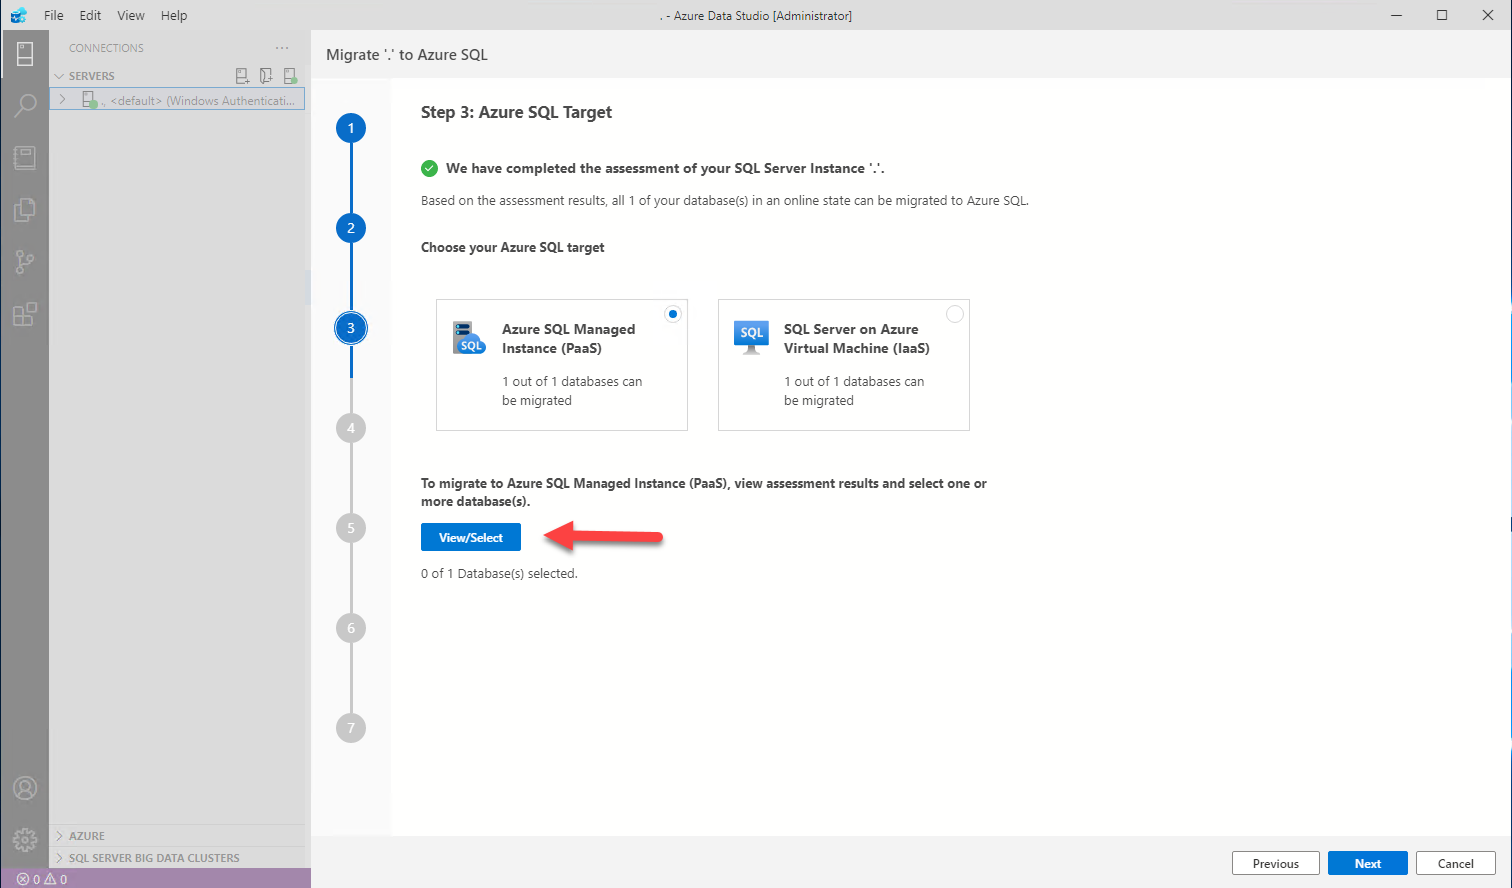 File Edit View Help
. - Azure Data Studio [Administrator]
CONNECTIONS
SERVERS
., <default> (Windows Authenticati...
AZURE
SQL SERVER BIG DATA CLUSTERS
0 0
Migrate '.' to Azure SQL
1
2
3
4
5
6
7
Step 3: Azure SQL Target
We have completed the assessment of your SQL Server Instance '.'.
Based on the assessment results, all 1 of your database(s) in an online state can be migrated to Azure SQL.
Choose your Azure SQL target
SQL
Azure SQL Managed
Instance (PaaS)
1 out of 1 databases can
be migrated
SQL
SQL Server on Azure
Virtual Machine (IaaS)
1 out of 1 databases can
be migrated
To migrate to Azure SQL Managed Instance (PaaS), view assessment results and select one or
more database(s).
View/Select
0 of 1 Database(s) selected.
Previous Next Cancel